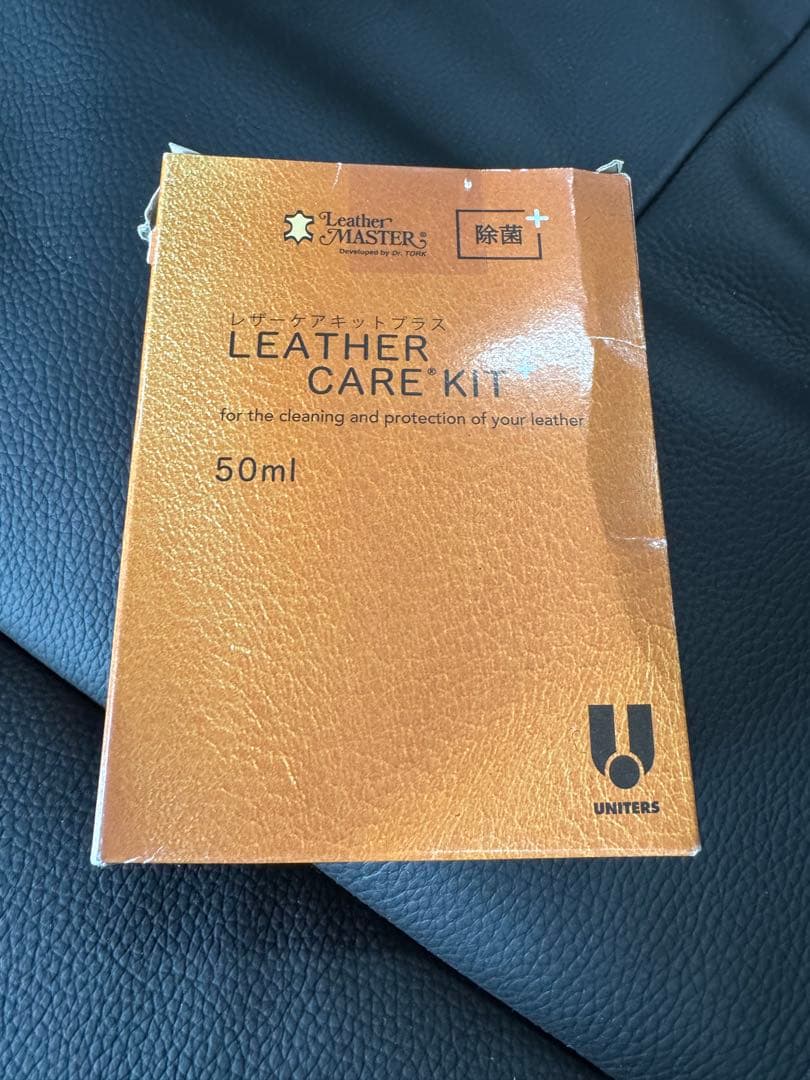 Leather
MASTER®
Developed by Dr. TORK
除菌+
レザーケアキットプラス
LEATHER
CARE® KIT+
for the cleaning and protection of your leather
50ml
UNITERS